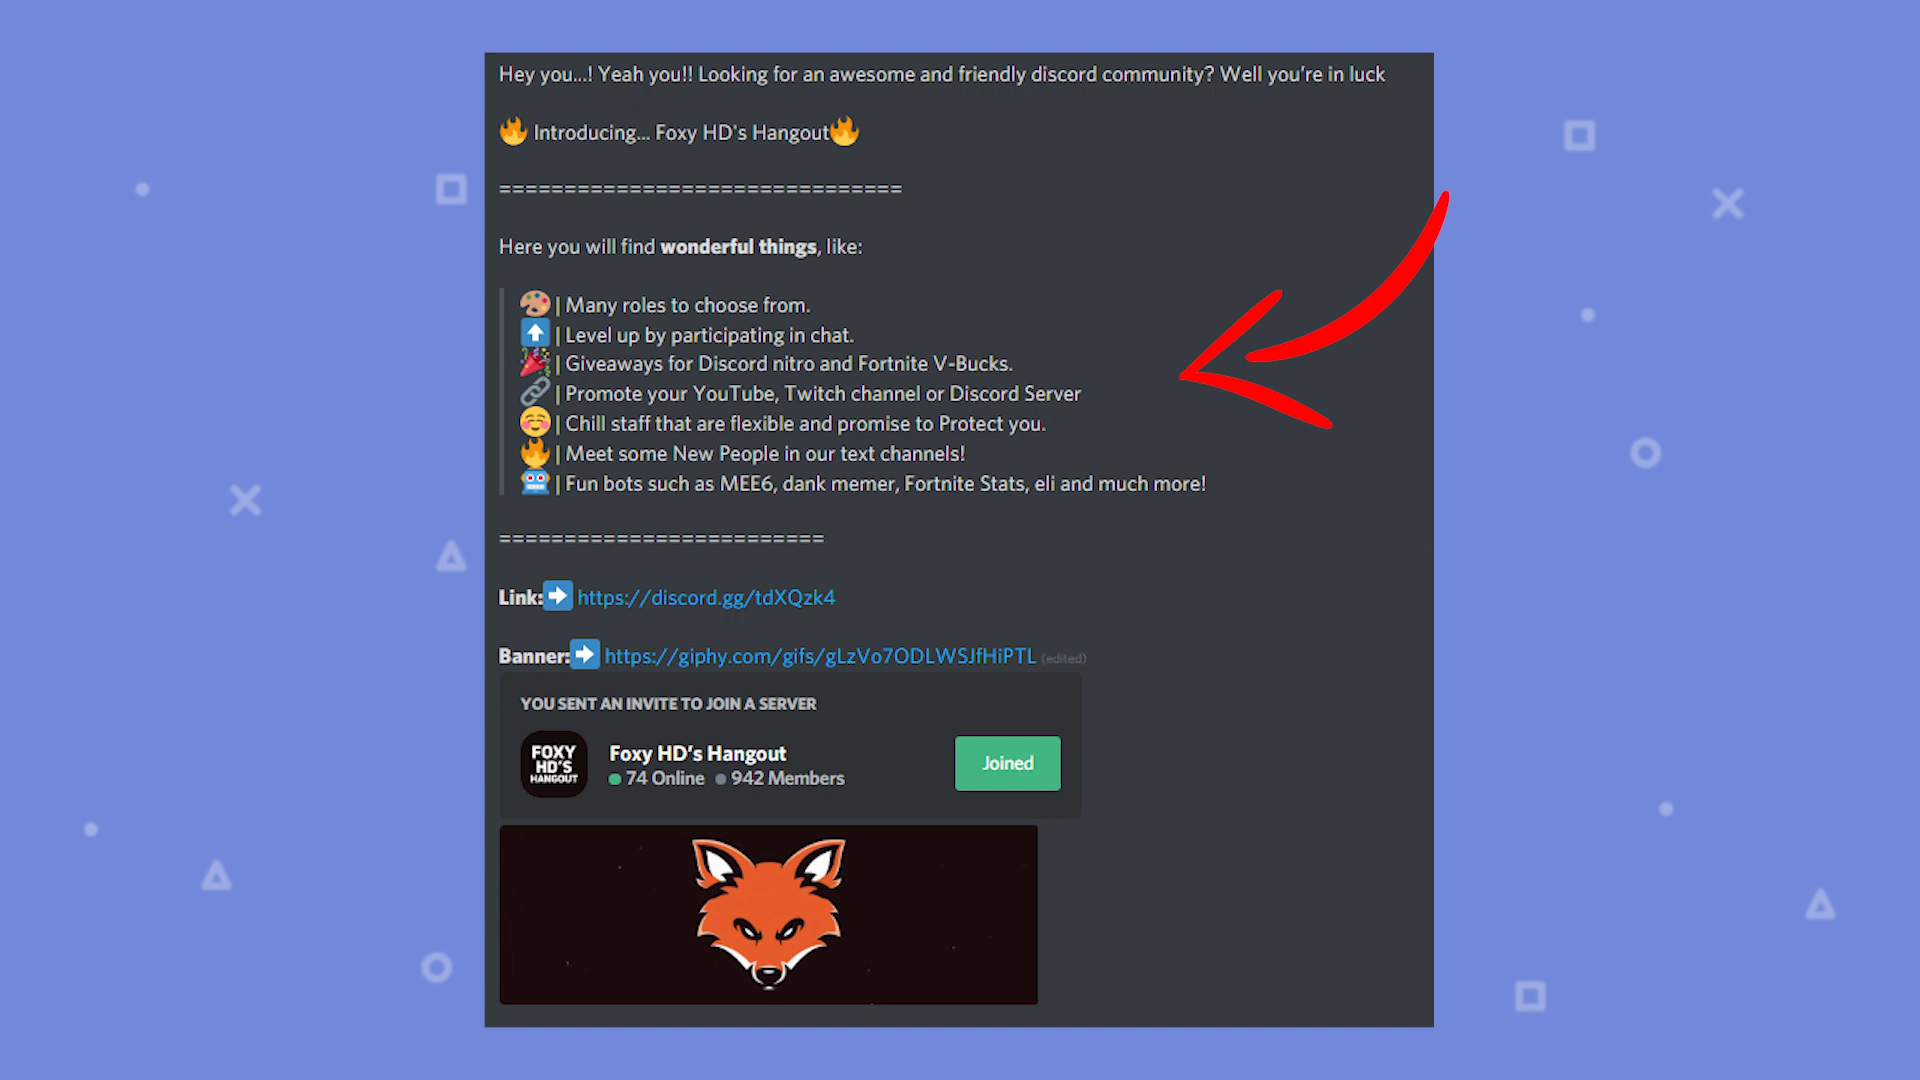 Hey you...! Yeah you!! Looking for an awesome and friendly discord community? Well you're in luck
🔥 Introducing... Foxy HD's Hangout🔥
===============================
Here you will find wonderful things, like:
🎨 | Many roles to choose from.
⬆️ | Level up by participating in chat.
🎉 | Giveaways for Discord nitro and Fortnite V-Bucks.
🔗 | Promote your YouTube, Twitch channel or Discord Server
☺️ | Chill staff that are flexible and promise to Protect you.
🔥 | Meet some New People in our text channels!
🤖 | Fun bots such as MEE6, dank memer, Fortnite Stats, eli and much more!
=========================
Link:➡️ https://discord.gg/tdXQzk4
Banner:➡️ https://giphy.com/gifs/gLzVo7ODLWSJfHiPTL (edited)
YOU SENT AN INVITE TO JOIN A SERVER
FOXY
HD'S
HANGOUT
Foxy HD's Hangout
74 Online 942 Members
Joined